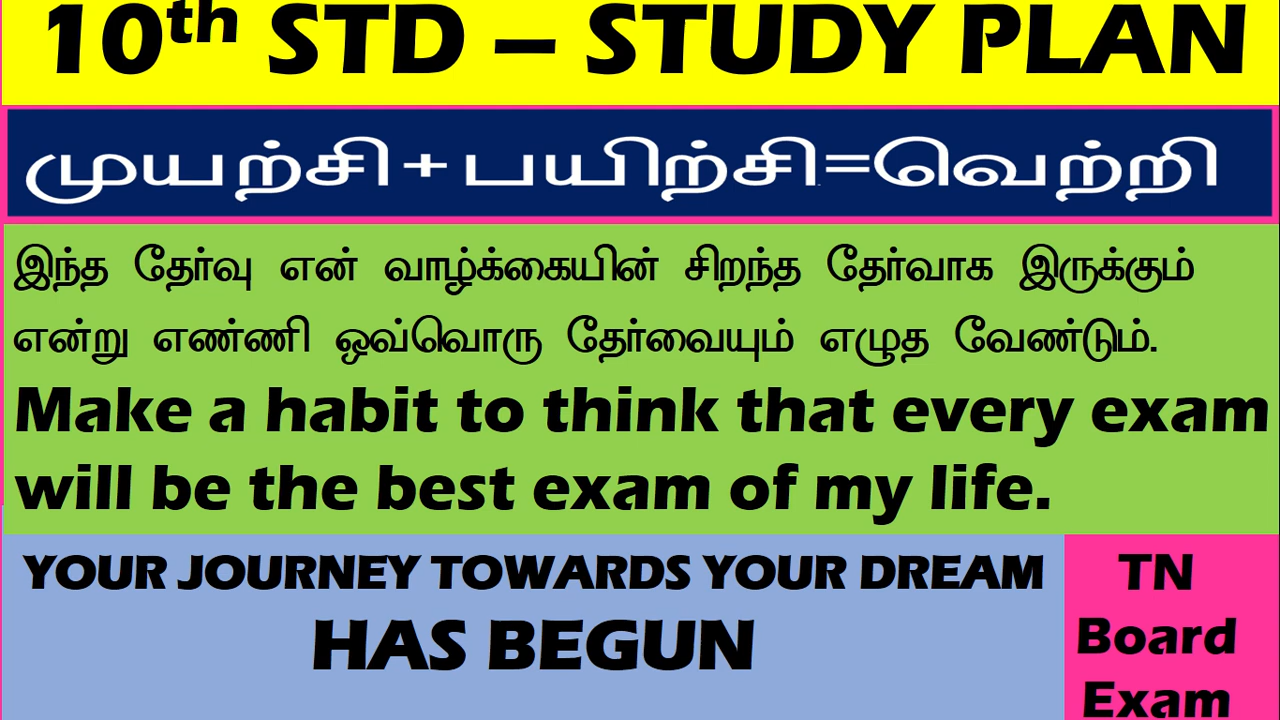 10th STD – STUDY PLAN
முயற்சி+பயிற்சி=வெற்றி
இந்த தேர்வு என் வாழ்க்கையின் சிறந்த தேர்வாக இருக்கும்
என்று எண்ணி ஒவ்வொரு தேர்வையும் எழுத வேண்டும்.
Make a habit to think that every exam
will be the best exam of my life.
YOUR JOURNEY TOWARDS YOUR DREAM
HAS BEGUN
TN
Board
Exam